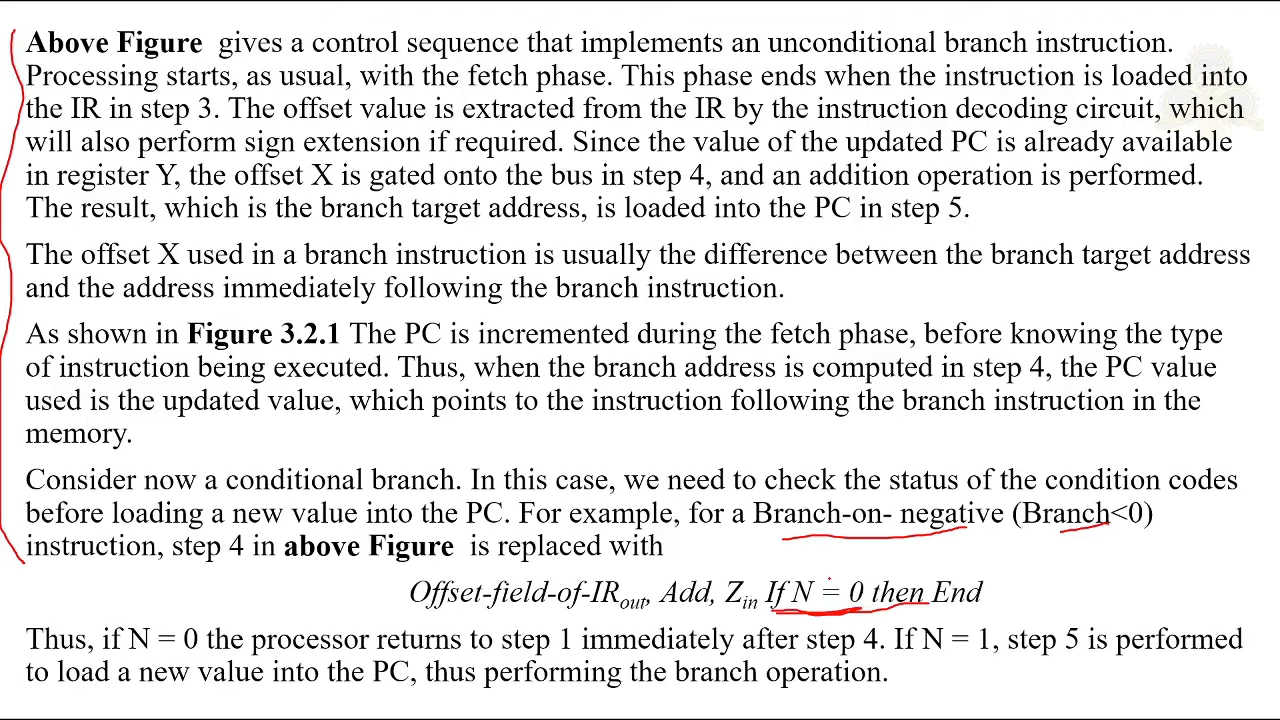 Above Figure gives a control sequence that implements an unconditional branch instruction.
Processing starts, as usual, with the fetch phase. This phase ends when the instruction is loaded into
the IR in step 3. The offset value is extracted from the IR by the instruction decoding circuit, which
will also perform sign extension if required. Since the value of the updated PC is already available
in register Y, the offset X is gated onto the bus in step 4, and an addition operation is performed.
The result, which is the branch target address, is loaded into the PC in step 5.
The offset X used in a branch instruction is usually the difference between the branch target address
and the address immediately following the branch instruction.
As shown in Figure 3.2.1 The PC is incremented during the fetch phase, before knowing the type
of instruction being executed. Thus, when the branch address is computed in step 4, the PC value
used is the updated value, which points to the instruction following the branch instruction in the
memory.
Consider now a conditional branch. In this case, we need to check the status of the condition codes
before loading a new value into the PC. For example, for a Branch-on- negative (Branch<0)
instruction, step 4 in above Figure is replaced with
Offset-field-of-IRout, Add, Zin If N = 0 then End
Thus, if N = 0 the processor returns to step 1 immediately after step 4. If N = 1, step 5 is performed
to load a new value into the PC, thus performing the branch operation.